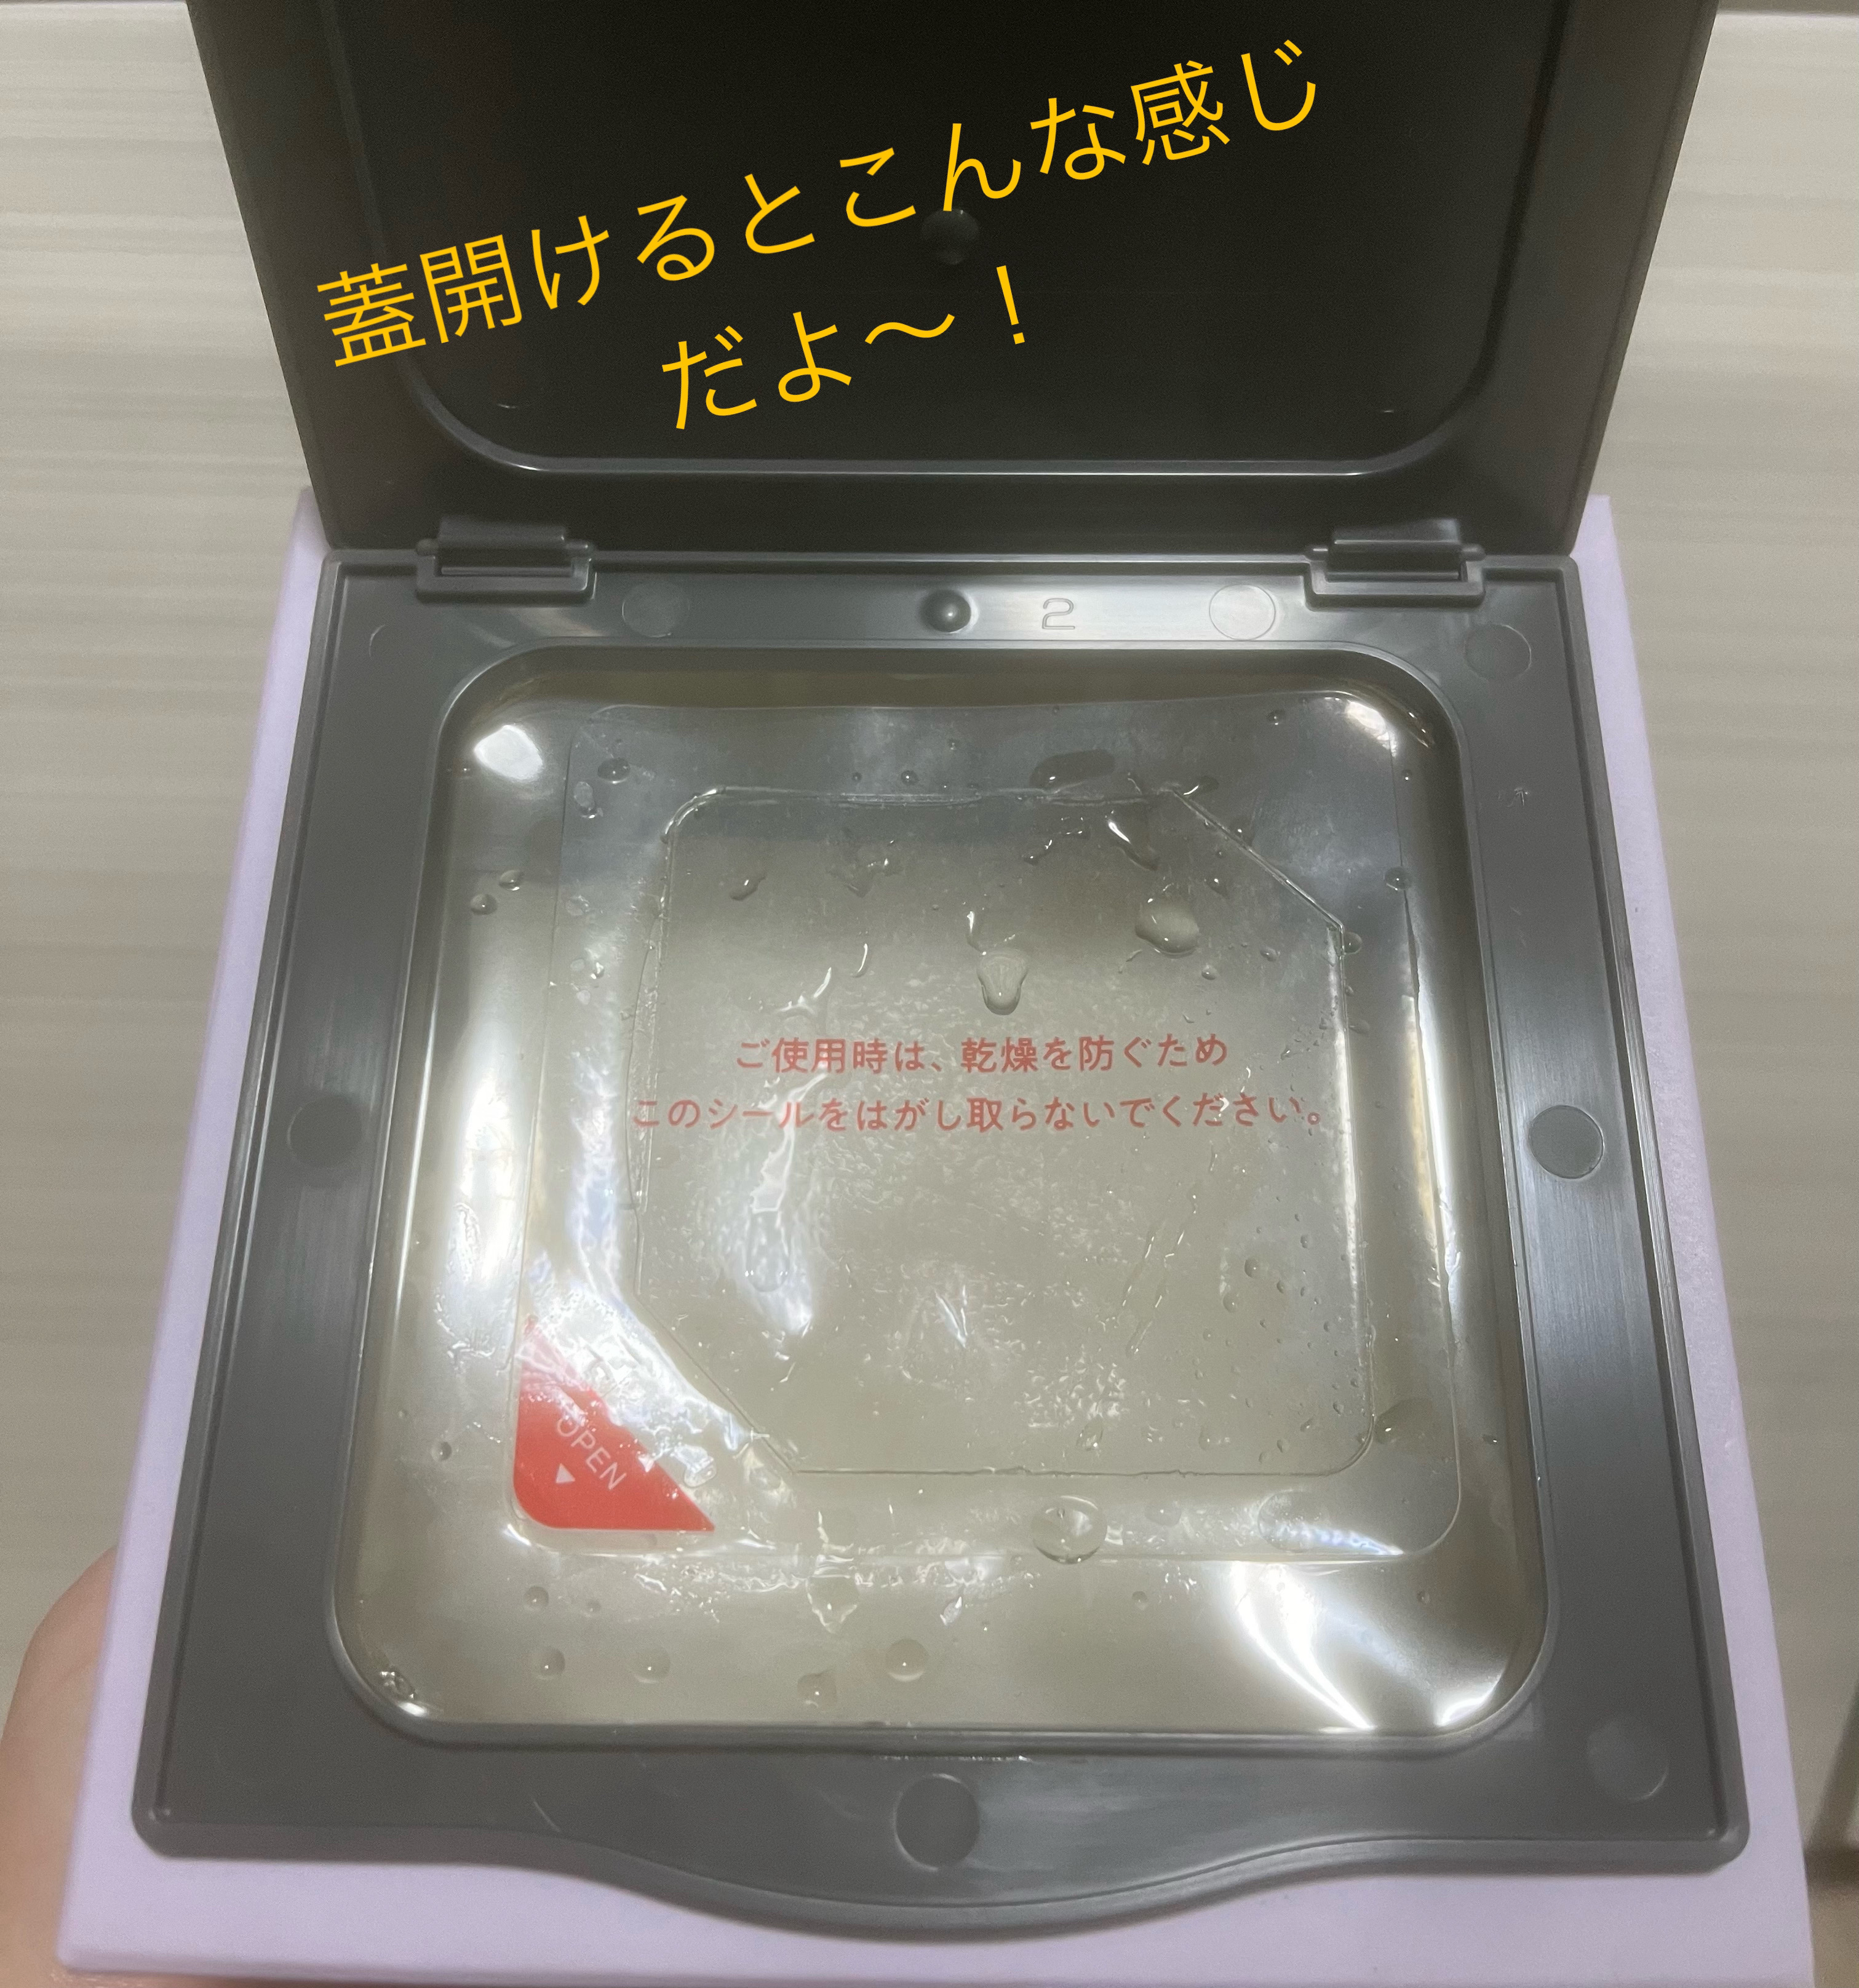 蓋開けるとこんな感じ
だよ〜！
2
ご使用時は、乾燥を防ぐため
このシールをはがし取らないでください。
OPEN